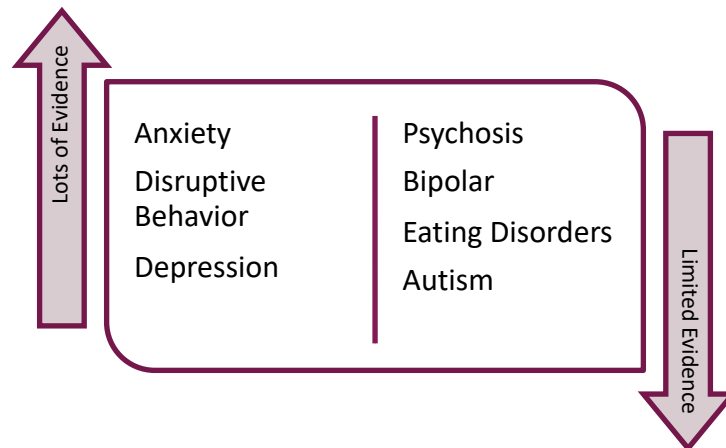 Lots of Evidence
Anxiety
Disruptive
Behavior
Depression
Psychosis
Bipolar
Eating Disorders
Autism
Limited Evidence